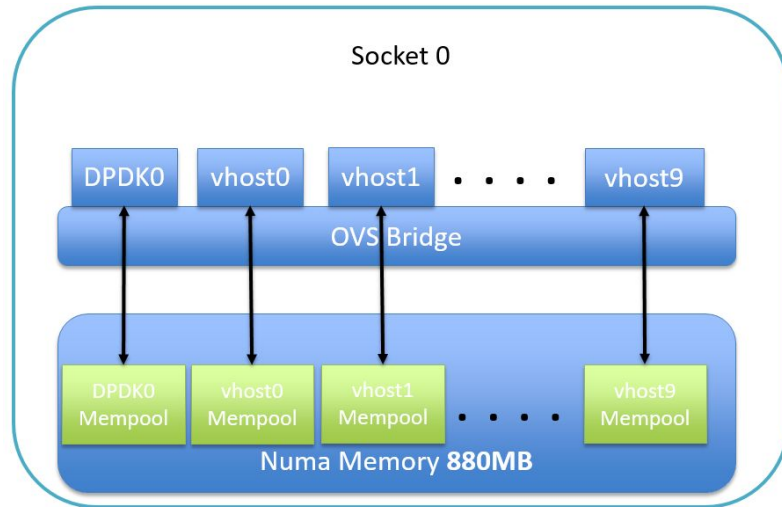 Socket 0
DPDK0 vhost0 vhost1 . . . . vhost9
OVS Bridge
DPDK0 vhost0 vhost1 vhost9
Mempool Mempool Mempool . . . . Mempool
Numa Memory 880MB